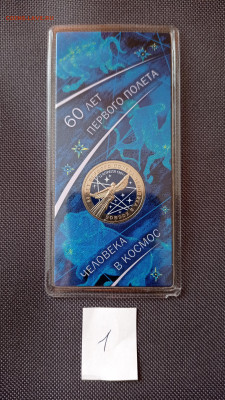 60 ЛЕТ
ПЕРВОГО ПОЛЕТА
ЧЕЛОВЕКА
В КОСМОС
1